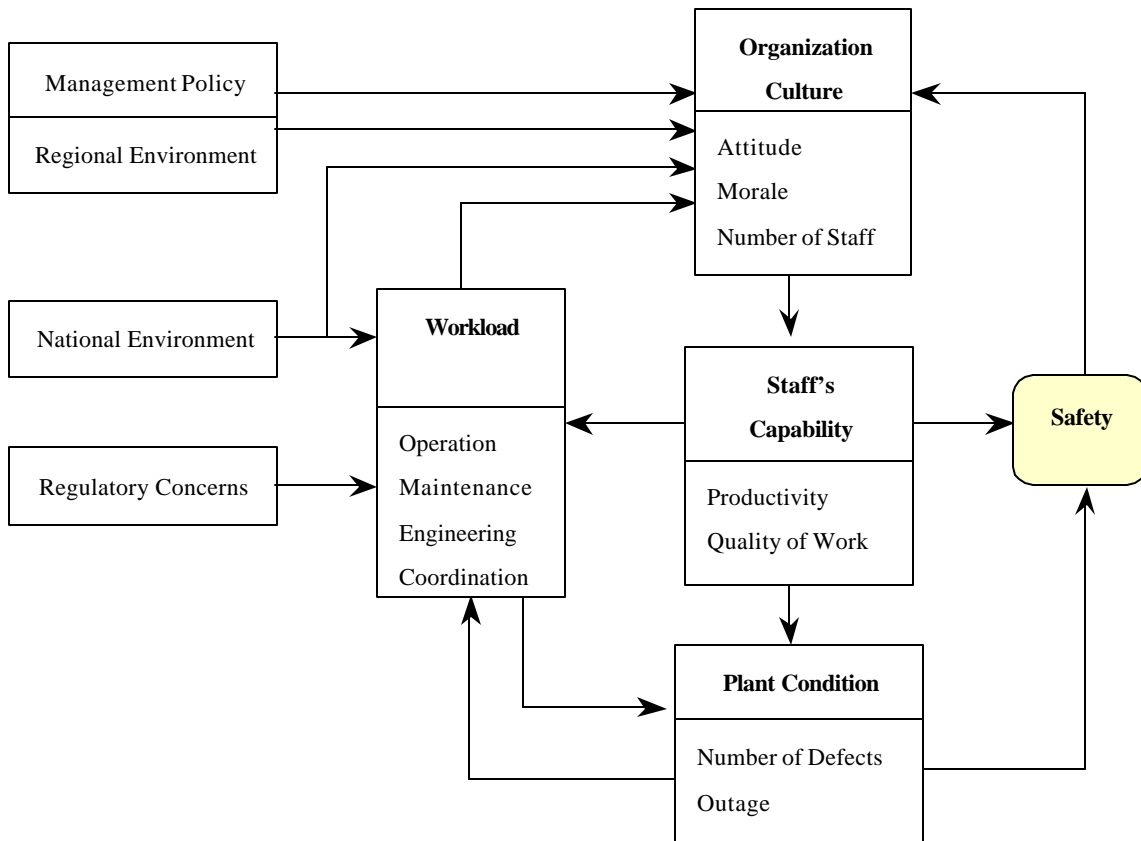 Management Policy
Regional Environment
National Environment
Regulatory Concerns
Workload
Operation
Maintenance
Engineering
Coordination
Organization
Culture
Attitude
Morale
Number of Staff
Staff's
Capability
Productivity
Quality of Work
Plant Condition
Number of Defects
Outage
Safety